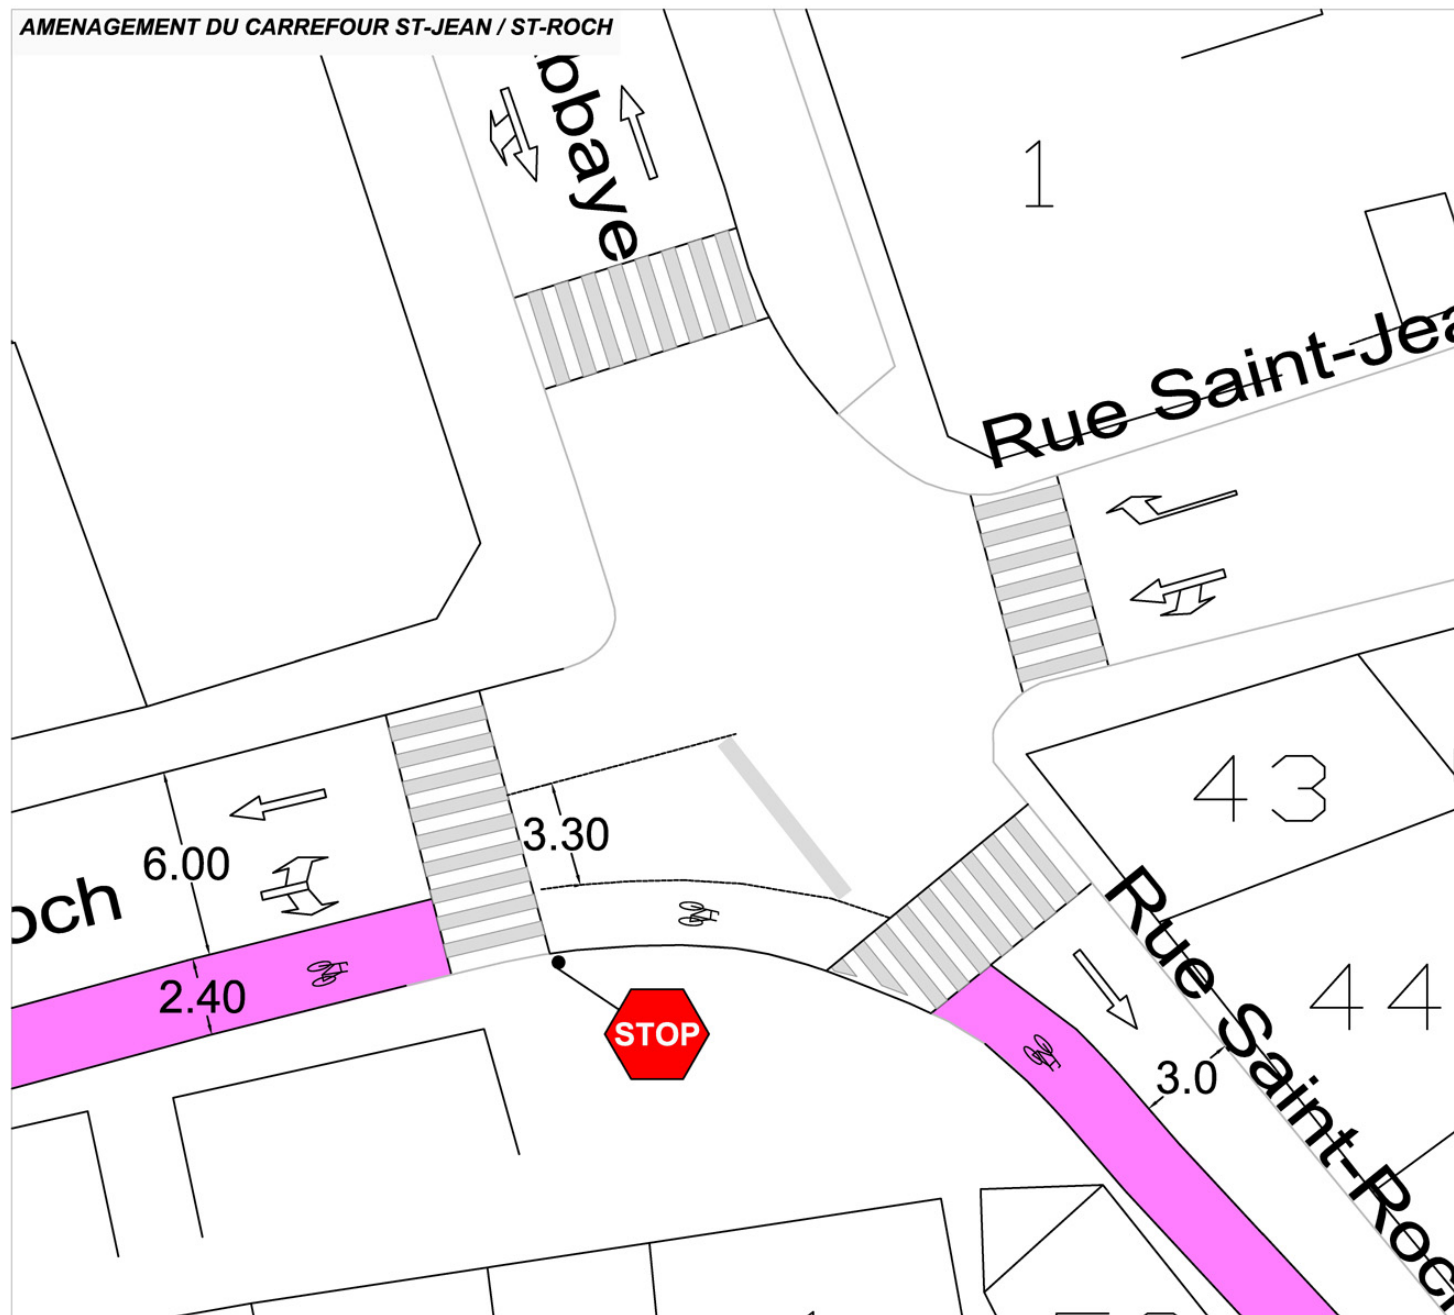 AMENAGEMENT DU CARREFOUR ST-JEAN / ST-ROCH
bbaye
1
Rue Saint-Jea
43
3.30
6.00
och
Rue Saint-Roch
44
2.40
STOP
3.0